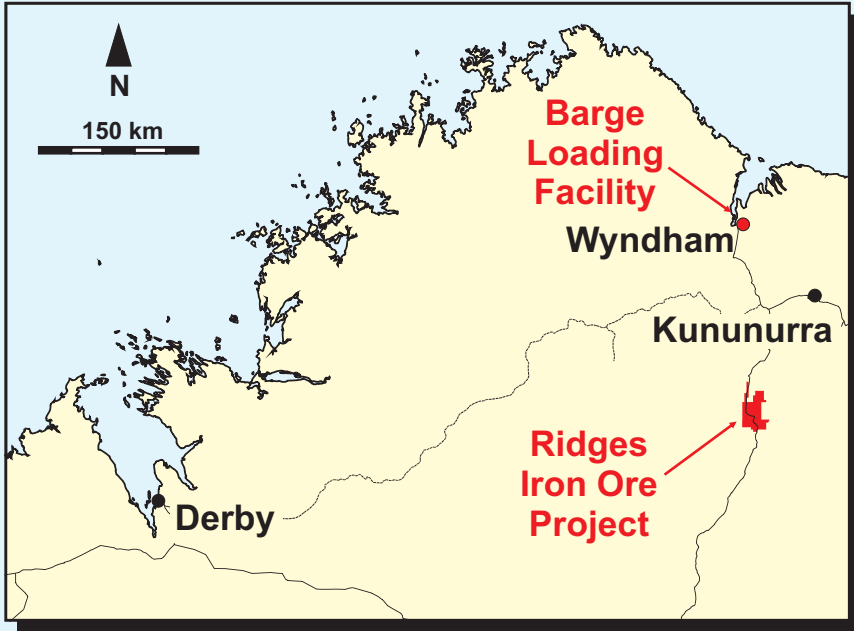 N
150 km
Barge
Loading
Facility
Wyndham
Kununurra
Ridges
Iron Ore
Project
Derby